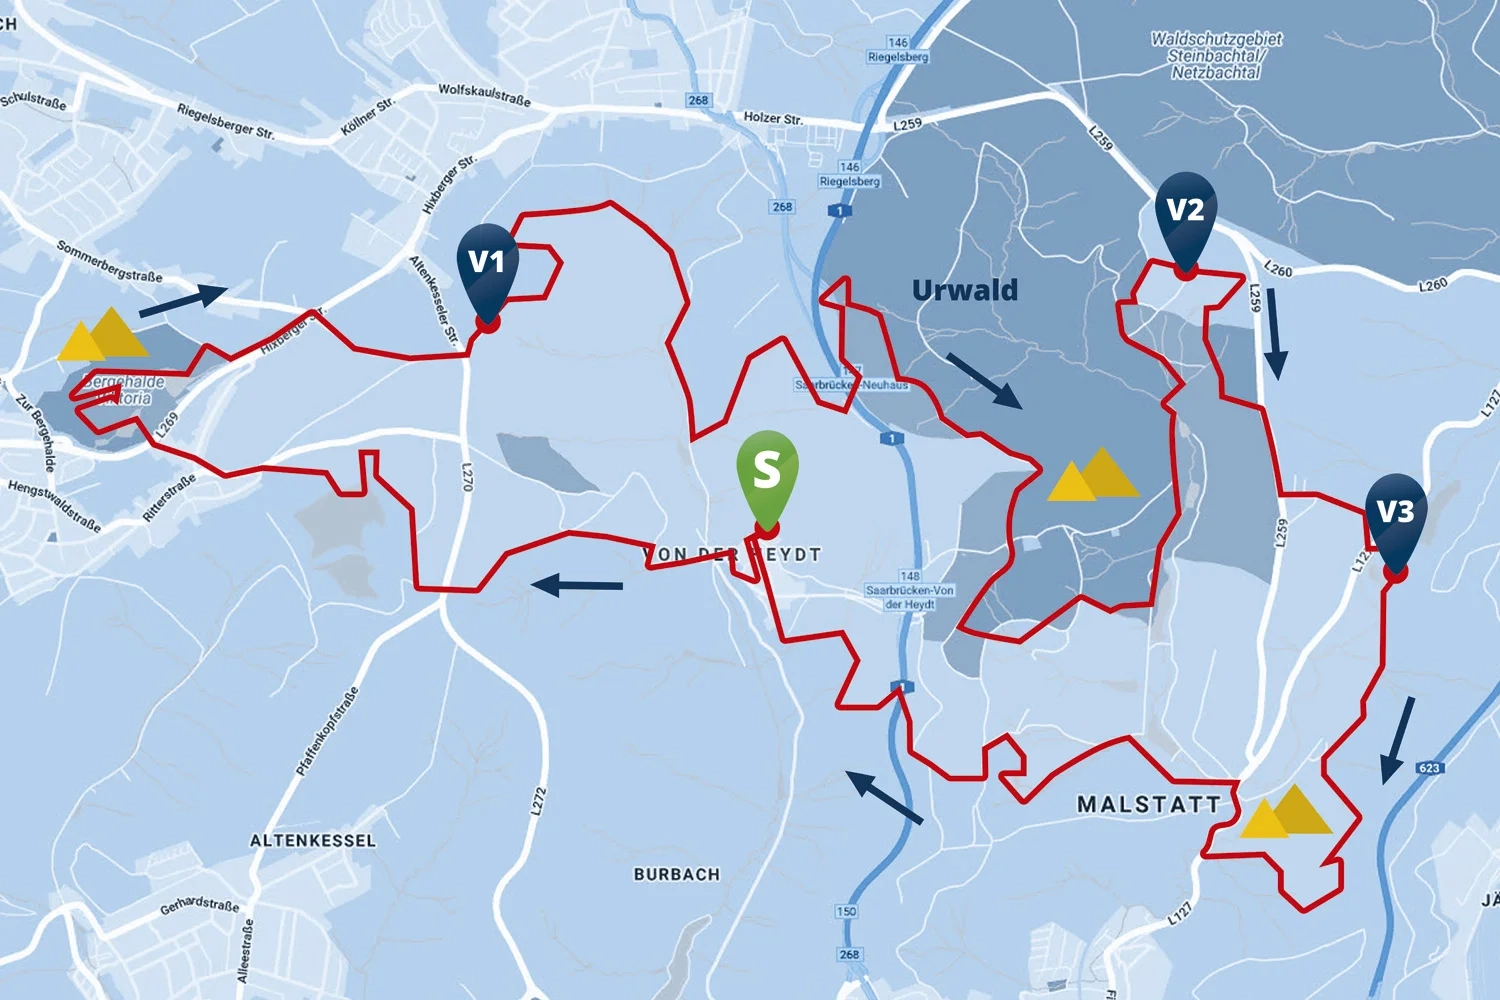 CH
146
Riegelsberg
Waldschutzgebiet
Steinbachtal/
Netzbachtal
Schulstraße
Wolfskaulstraße
268
Riegelsberger Str.
Köllner Str.
Holzer Str.
L259
L259
146
Riegelsberg
Hixberger Str.
268
1
V2
Sommerbergstraße
Altenkesseler Str.
V1
L260
L260
Urwald
L259
Hixberger Str.
Saarbrücken-Neuhaus
Bergehalde
Zur Bergehalde
L269
L127
1
L270
S
Hengstwaldstraße
Ritterstraße
V3
L259
VON DER HEYDT
148
Saarbrücken-Von
der Heydt
1
Pfaffenkopfstraße
623
L272
MALSTATT
ALTENKESSEL
BURBACH
Gerhardstraße
JÄ
150
L127
Alleestraße
268